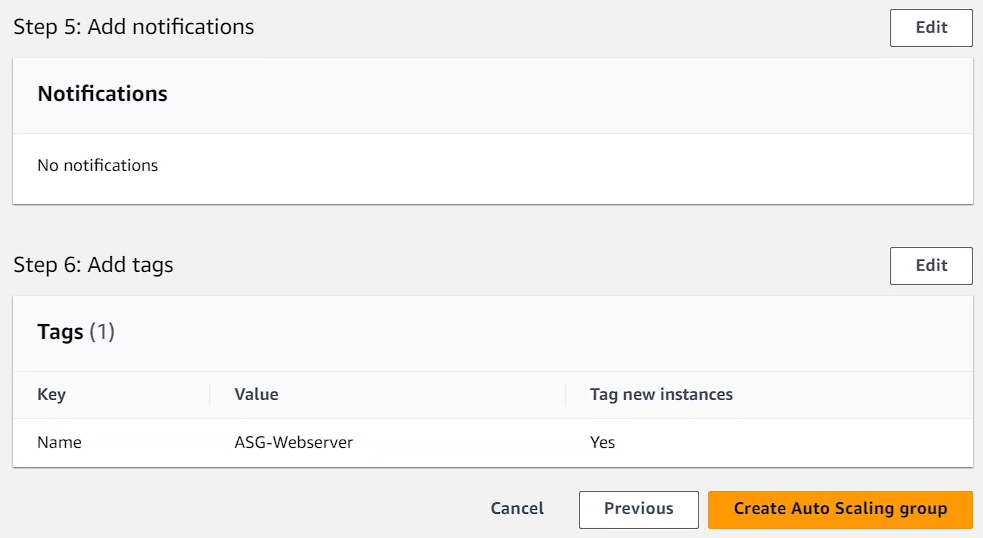 Step 5: Add notifications
Edit
Notifications
No notifications
Step 6: Add tags
Edit
Tags (1)
Key Value Tag new instances
Name ASG-Webserver Yes
Cancel Previous Create Auto Scaling group